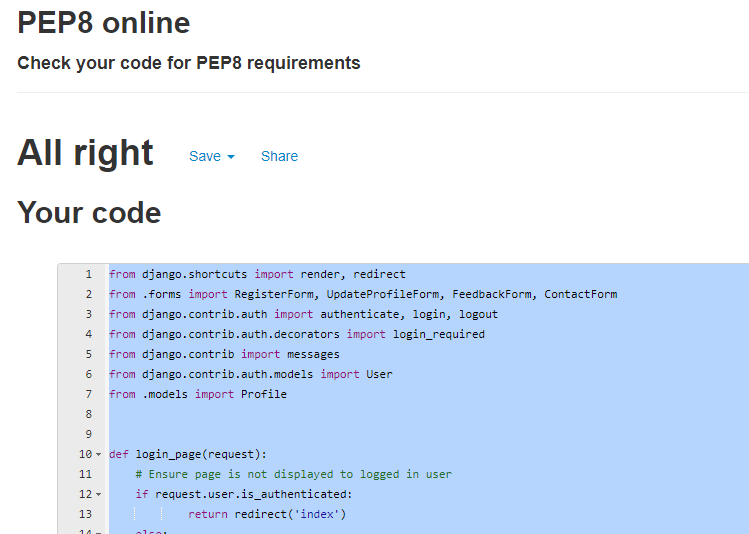 PEP8 online
Check your code for PEP8 requirements
All right Save Share
Your code
1 from django.shortcuts import render, redirect
2 from .forms import RegisterForm, UpdateProfileForm, FeedbackForm, ContactForm
3 from django.contrib.auth import authenticate, login, logout
4 from django.contrib.auth.decorators import login_required
5 from django.contrib import messages
6 from django.contrib.auth.models import User
7 from .models import Profile
8
9
10 def login_page(request):
11 # Ensure page is not displayed to logged in user
12 if request.user.is_authenticated:
13 return redirect('index')
14 else: